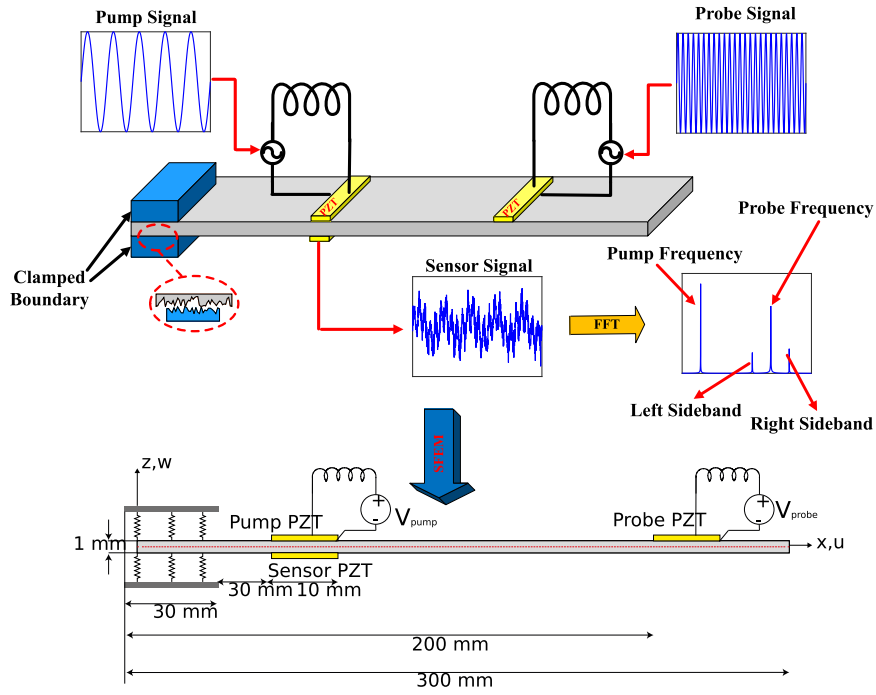 Pump Signal
Probe Signal
PZT
PZT
Probe Frequency
Pump Frequency
Clamped
Boundary
Sensor Signal
FFT
Left Sideband
Right Sideband
SFEM
z,w
Pump PZT
Vpump
Probe PZT
Vprobe
1 mm
x,u
Sensor PZT
30 mm
10 mm
30 mm
200 mm
300 mm